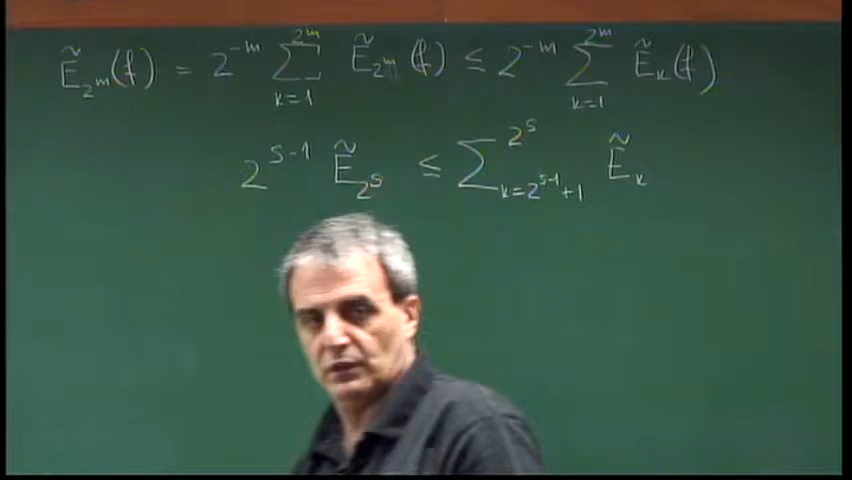 Ẽ_{2^m}(f) = 2^{-m} ∑_{k=1}^{2^m} Ẽ_{2^m}(f) ≤ 2^{-m} ∑_{k=1}^{2^m} Ẽ_k(f)
2^{s-1} Ẽ_{2^s} ≤ ∑_{k=2^{s-1}+1}^{2^s} Ẽ_k